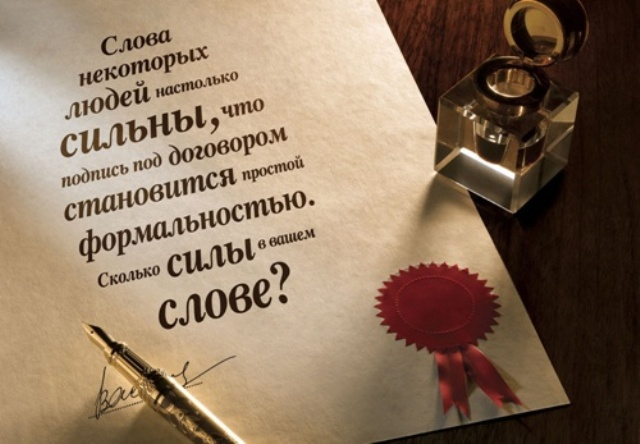 Слова
некоторых
людей настолько
сильны, что
подпись под договором
становится простой
формальностью.
Сколько силы в вашем
слове?